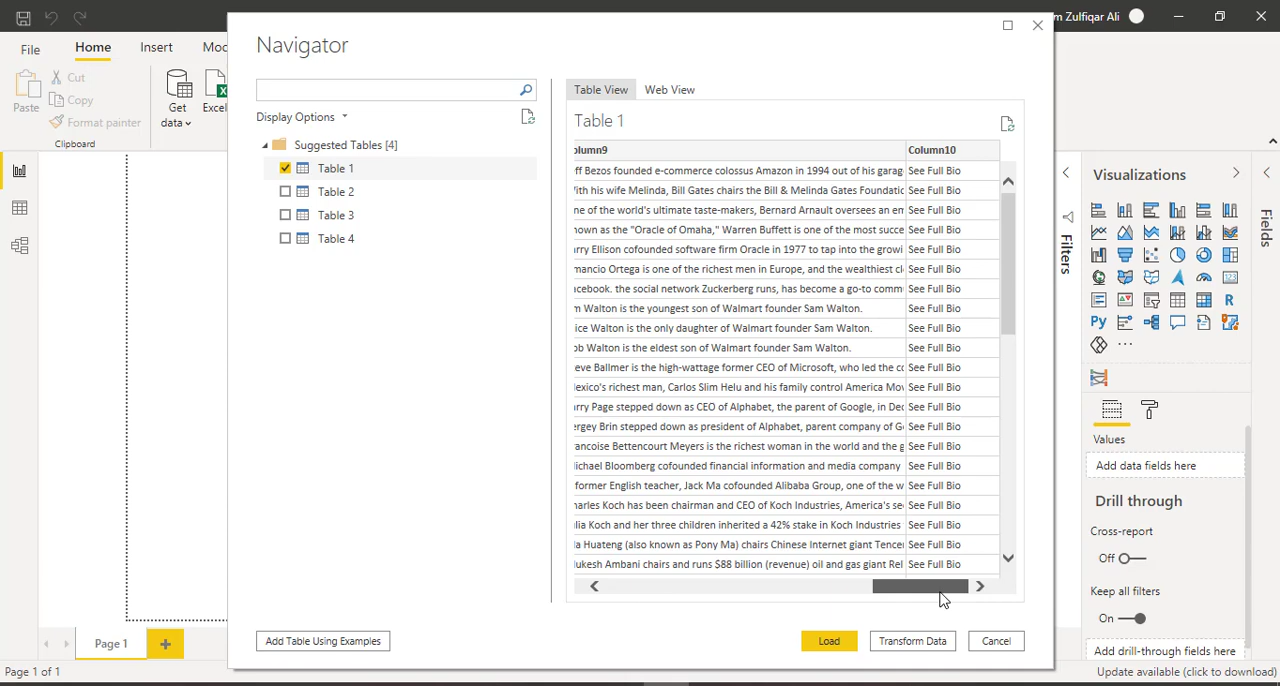 m Zulfiqar Ali
File
Home
Insert
Mod
Paste
Cut
Copy
Format painter
Clipboard
Get
data
Excel
Navigator
Display Options
Suggested Tables [4]
Table 1
Table 2
Table 3
Table 4
Table View
Web View
Table 1
olumn9 Column10
ff Bezos founded e-commerce colossus Amazon in 1994 out of his garag See Full Bio
ith his wife Melinda, Bill Gates chairs the Bill & Melinda Gates Foundatic See Full Bio
ne of the world's ultimate taste-makers, Bernard Arnault oversees an em See Full Bio
nown as the "Oracle of Omaha," Warren Buffett is one of the most succe See Full Bio
rry Ellison cofounded software firm Oracle in 1977 to tap into the growi See Full Bio
mancio Ortega is one of the richest men in Europe, and the wealthiest cl See Full Bio
acebook. the social network Zuckerberg runs, has become a go-to comm See Full Bio
m Walton is the youngest son of Walmart founder Sam Walton. See Full Bio
ice Walton is the only daughter of Walmart founder Sam Walton. See Full Bio
ob Walton is the eldest son of Walmart founder Sam Walton. See Full Bio
eve Ballmer is the high-wattage former CEO of Microsoft, who led the cc See Full Bio
exico's richest man, Carlos Slim Helu and his family control America Mov See Full Bio
rry Page stepped down as CEO of Alphabet, the parent of Google, in Dec See Full Bio
ergey Brin stepped down as president of Alphabet, parent company of G See Full Bio
ancoise Bettencourt Meyers is the richest woman in the world and the g See Full Bio
ichael Bloomberg cofounded financial information and media company See Full Bio
former English teacher, Jack Ma cofounded Alibaba Group, one of the w See Full Bio
harles Koch has been chairman and CEO of Koch Industries, America's se See Full Bio
lia Koch and her three children inherited a 42% stake in Koch Industries See Full Bio
a Huateng (also known as Pony Ma) chairs Chinese Internet giant Tencer See Full Bio
ukesh Ambani chairs and runs $88 billion (revenue) oil and gas giant Rel See Full Bio
Add Table Using Examples
Load
Transform Data
Cancel
Filters
Visualizations
R
Py
Values
Add data fields here
Drill through
Cross-report
Off
Keep all filters
On
Add drill-through fields here
Fields
Page 1
Page 1 of 1
Update available (click to download)